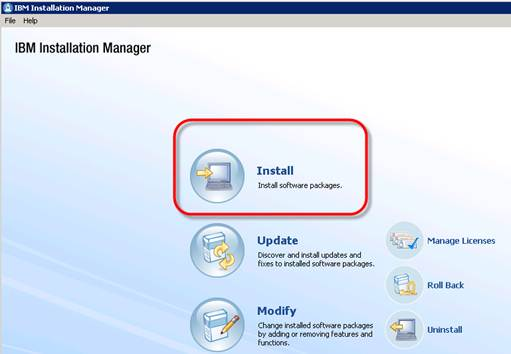 IBM Installation Manager
File Help
IBM Installation Manager
Install
Install software packages.
Update
Discover and install updates and
fixes to installed software packages.
Modify
Change installed software packages
by adding or removing features and
functions.
Manage Licenses
Roll Back
Uninstall